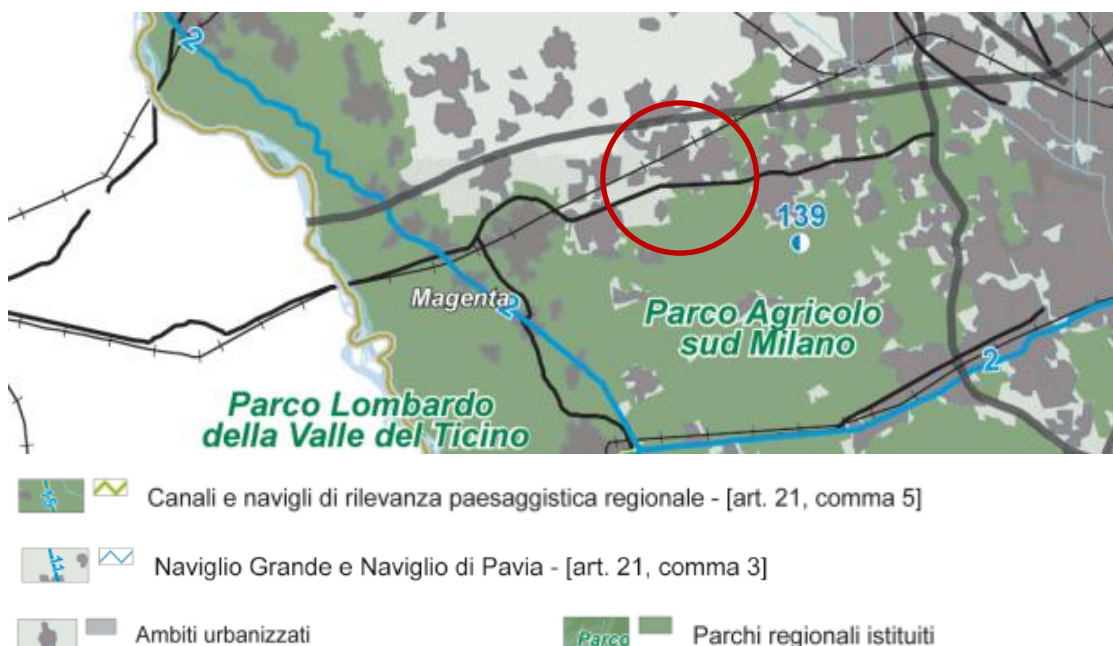 2
139
Magenta
2
Parco Agricolo
sud Milano
2
Parco Lombardo
della Valle del Ticino
15
Canali e navigli di rilevanza paesaggistica regionale - [art. 21, comma 5]
11
Naviglio Grande e Naviglio di Pavia - [art. 21, comma 3]
Ambiti urbanizzati
Parco
Parchi regionali istituiti